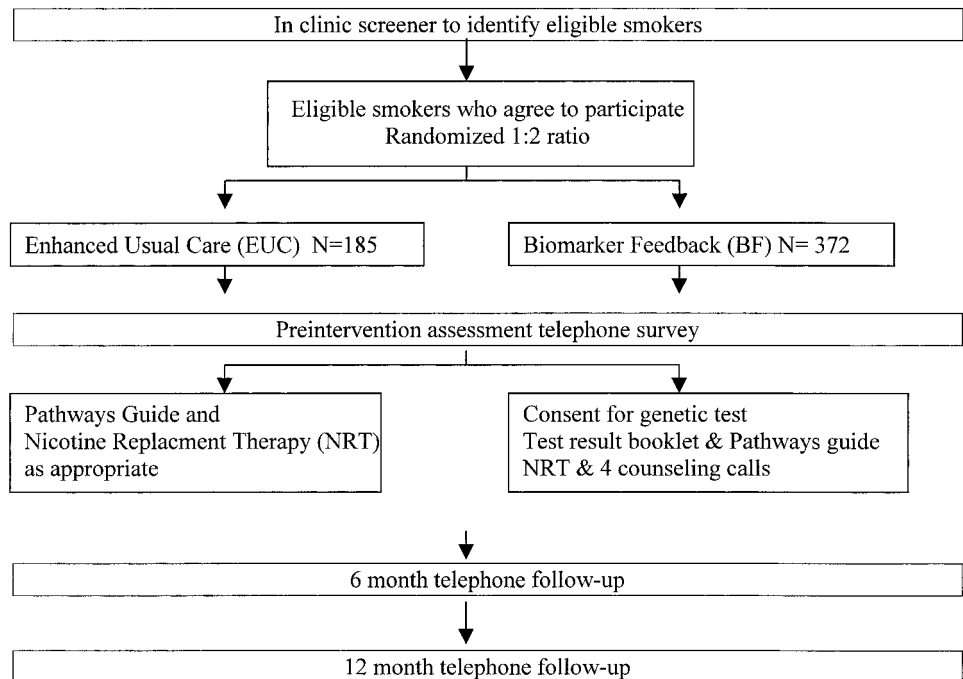 In clinic screener to identify eligible smokers
Eligible smokers who agree to participate
Randomized 1:2 ratio
Enhanced Usual Care (EUC) N=185
Biomarker Feedback (BF) N= 372
Preintervention assessment telephone survey
Pathways Guide and
Nicotine Replacment Therapy (NRT)
as appropriate
Consent for genetic test
Test result booklet & Pathways guide
NRT & 4 counseling calls
6 month telephone follow-up
12 month telephone follow-up